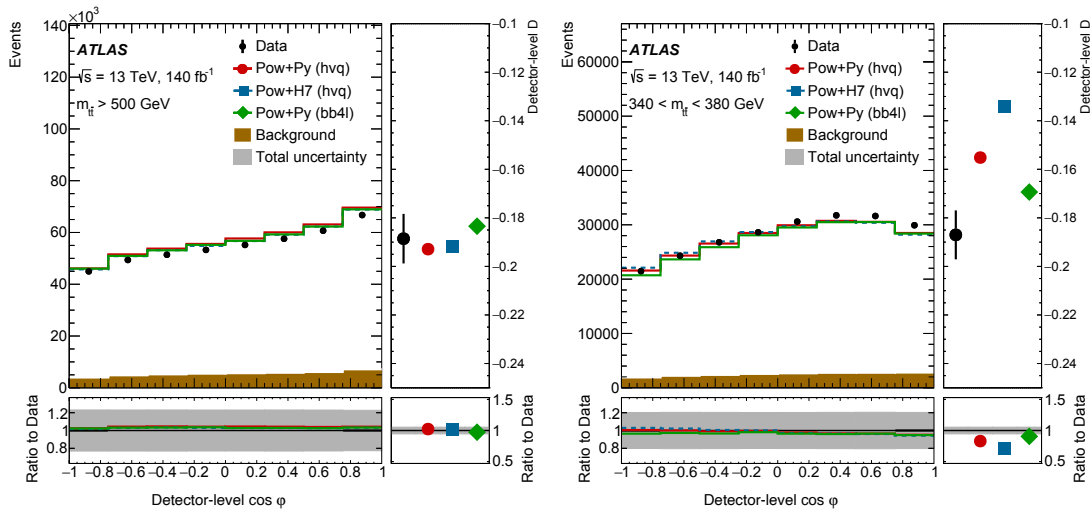 Events
×10³
140
120
100
80
60
40
20
0
ATLAS
√s = 13 TeV, 140 fb⁻¹
m_tt̄ > 500 GeV
Data
Pow+Py (hvq)
Pow+H7 (hvq)
Pow+Py (bb4l)
Background
Total uncertainty
Detector-level D
−0.1
−0.12
−0.14
−0.16
−0.18
−0.2
−0.22
−0.24
Ratio to Data
1.2
1
0.8
−1 −0.8 −0.6 −0.4 −0.2 0 0.2 0.4 0.6 0.8 1
Detector-level cos φ
1.5
1
0.5
Ratio to Data
Events
60000
50000
40000
30000
20000
10000
0
ATLAS
√s = 13 TeV, 140 fb⁻¹
340 < m_tt̄ < 380 GeV
Data
Pow+Py (hvq)
Pow+H7 (hvq)
Pow+Py (bb4l)
Background
Total uncertainty
Detector-level D
−0.1
−0.12
−0.14
−0.16
−0.18
−0.2
−0.22
−0.24
Ratio to Data
1.2
1
0.8
−1 −0.8 −0.6 −0.4 −0.2 0 0.2 0.4 0.6 0.8 1
Detector-level cos φ
1.5
1
0.5
Ratio to Data